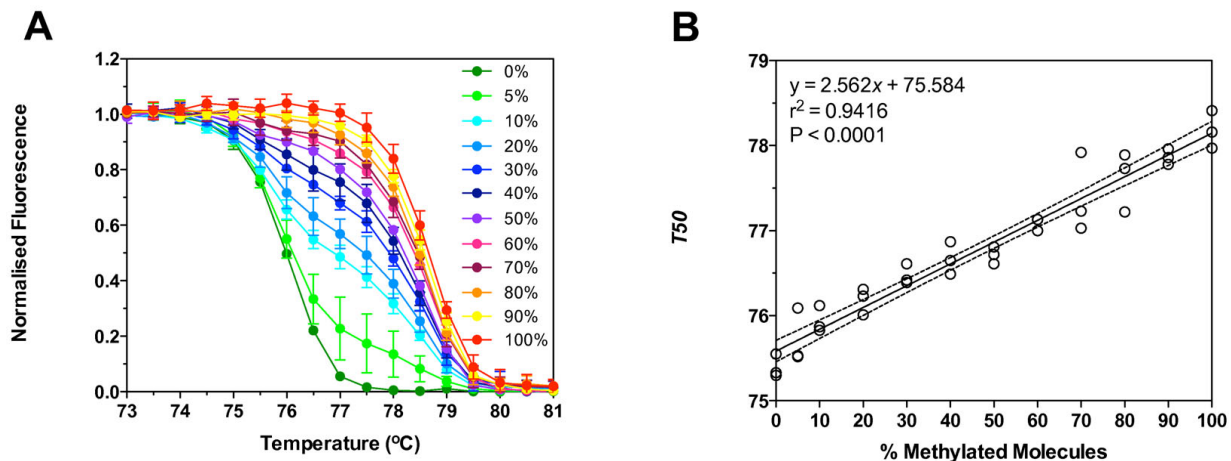 A
Normalised Fluorescence
1.2
1.0
0.8
0.6
0.4
0.2
0.0
73 74 75 76 77 78 79 80 81
Temperature (ºC)
0%
5%
10%
20%
30%
40%
50%
60%
70%
80%
90%
100%
B
T50
79
78
77
76
75
y = 2.562x + 75.584
r² = 0.9416
P < 0.0001
0 10 20 30 40 50 60 70 80 90 100
% Methylated Molecules